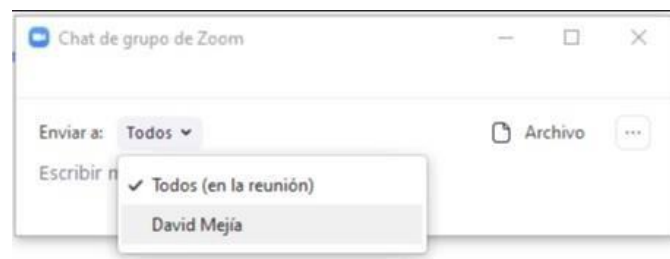 Chat de grupo de Zoom
Enviar a: Todos Archivo ...
Escribir m
Todos (en la reunión)
David Mejía